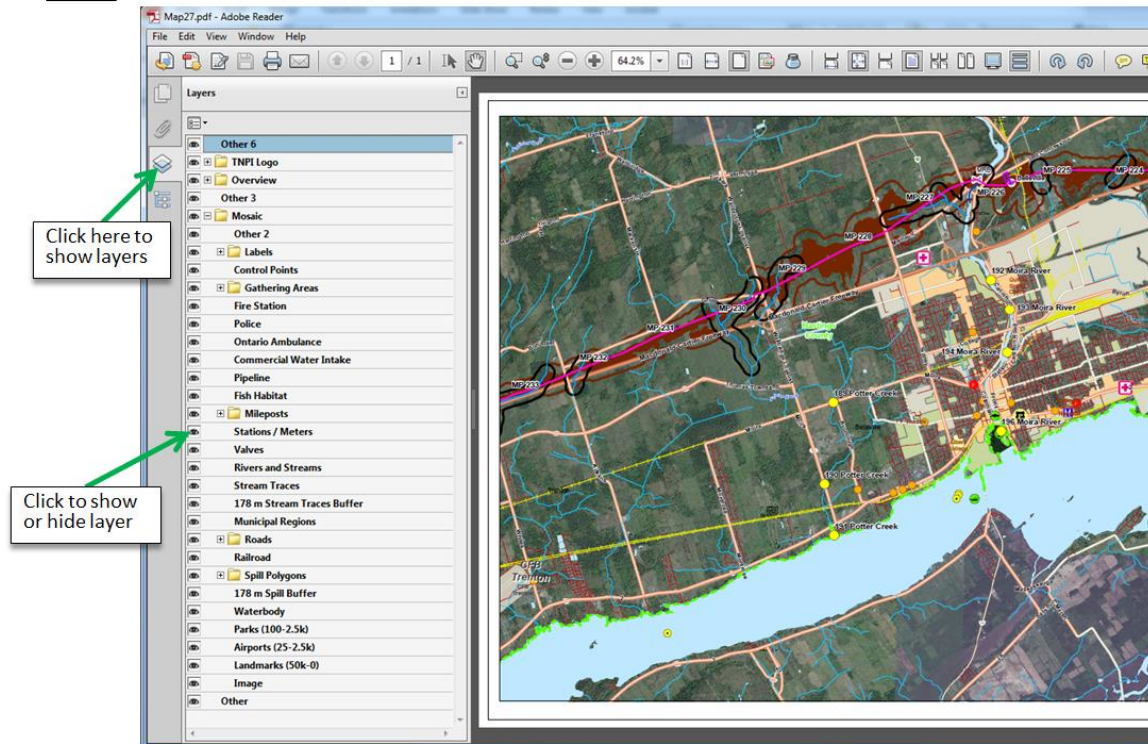 Map27.pdf - Adobe Reader
File Edit View Window Help
1 / 1
64.2%
Layers
Other 6
TNPI Logo
Overview
Other 3
Mosaic
Other 2
Labels
Control Points
Gathering Areas
Fire Station
Police
Ontario Ambulance
Commercial Water Intake
Pipeline
Fish Habitat
Mileposts
Stations / Meters
Valves
Rivers and Streams
Stream Traces
178 m Stream Traces Buffer
Municipal Regions
Roads
Railroad
Spill Polygons
178 m Spill Buffer
Waterbody
Parks (100-2.5k)
Airports (25-2.5k)
Landmarks (50k-0)
Image
Other
Click here to
show layers
Click to show
or hide layer
MP 224
MP 225
MP 226
MP 227
MP 228
MP 229
MP 230
MP 231
MP 232
MP 233
192 Moira River
193 Moira River
194 Moira River
196 Moira River
189 Potter Creek
190 Potter Creek
191 Potter Creek
Hastings
County
CFB
Trenton